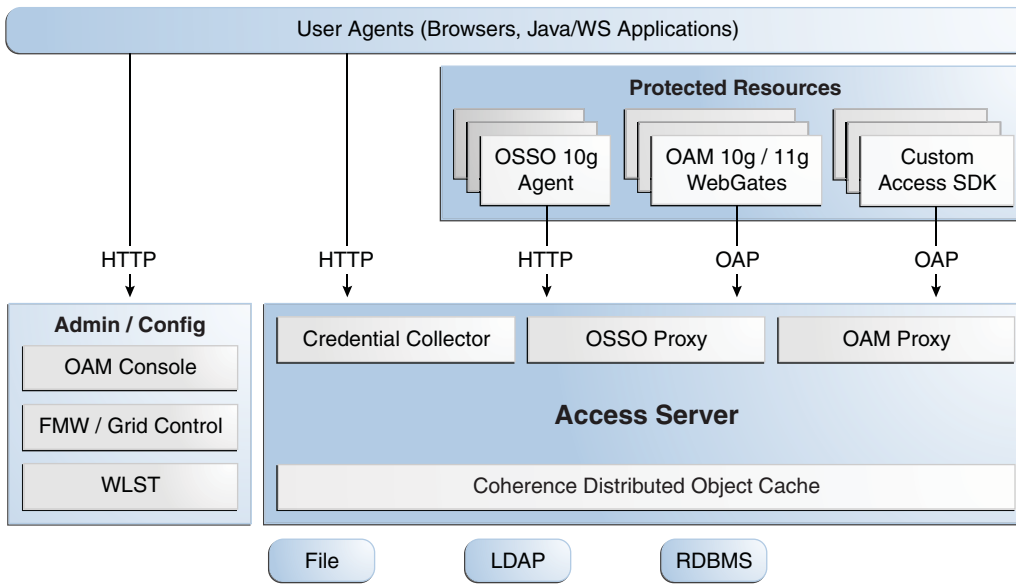 User Agents (Browsers, Java/WS Applications)
Protected Resources
OSSO 10g
Agent
OAM 10g / 11g
WebGates
Custom
Access SDK
HTTP
HTTP
HTTP
OAP
OAP
Admin / Config
OAM Console
FMW / Grid Control
WLST
Credential Collector
OSSO Proxy
OAM Proxy
Access Server
Coherence Distributed Object Cache
File
LDAP
RDBMS